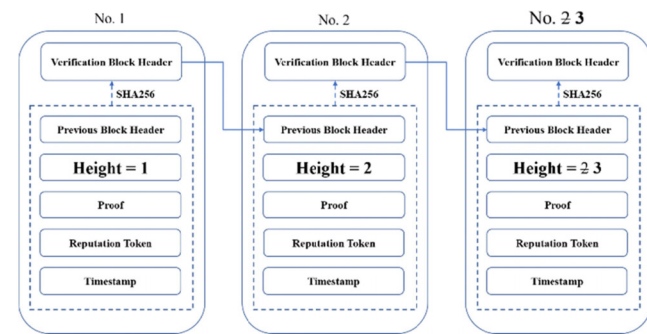 No. 1
Verification Block Header
SHA256
Previous Block Header
Height = 1
Proof
Reputation Token
Timestamp
No. 2
Verification Block Header
SHA256
Previous Block Header
Height = 2
Proof
Reputation Token
Timestamp
No. 2 3
Verification Block Header
SHA256
Previous Block Header
Height = 2 3
Proof
Reputation Token
Timestamp